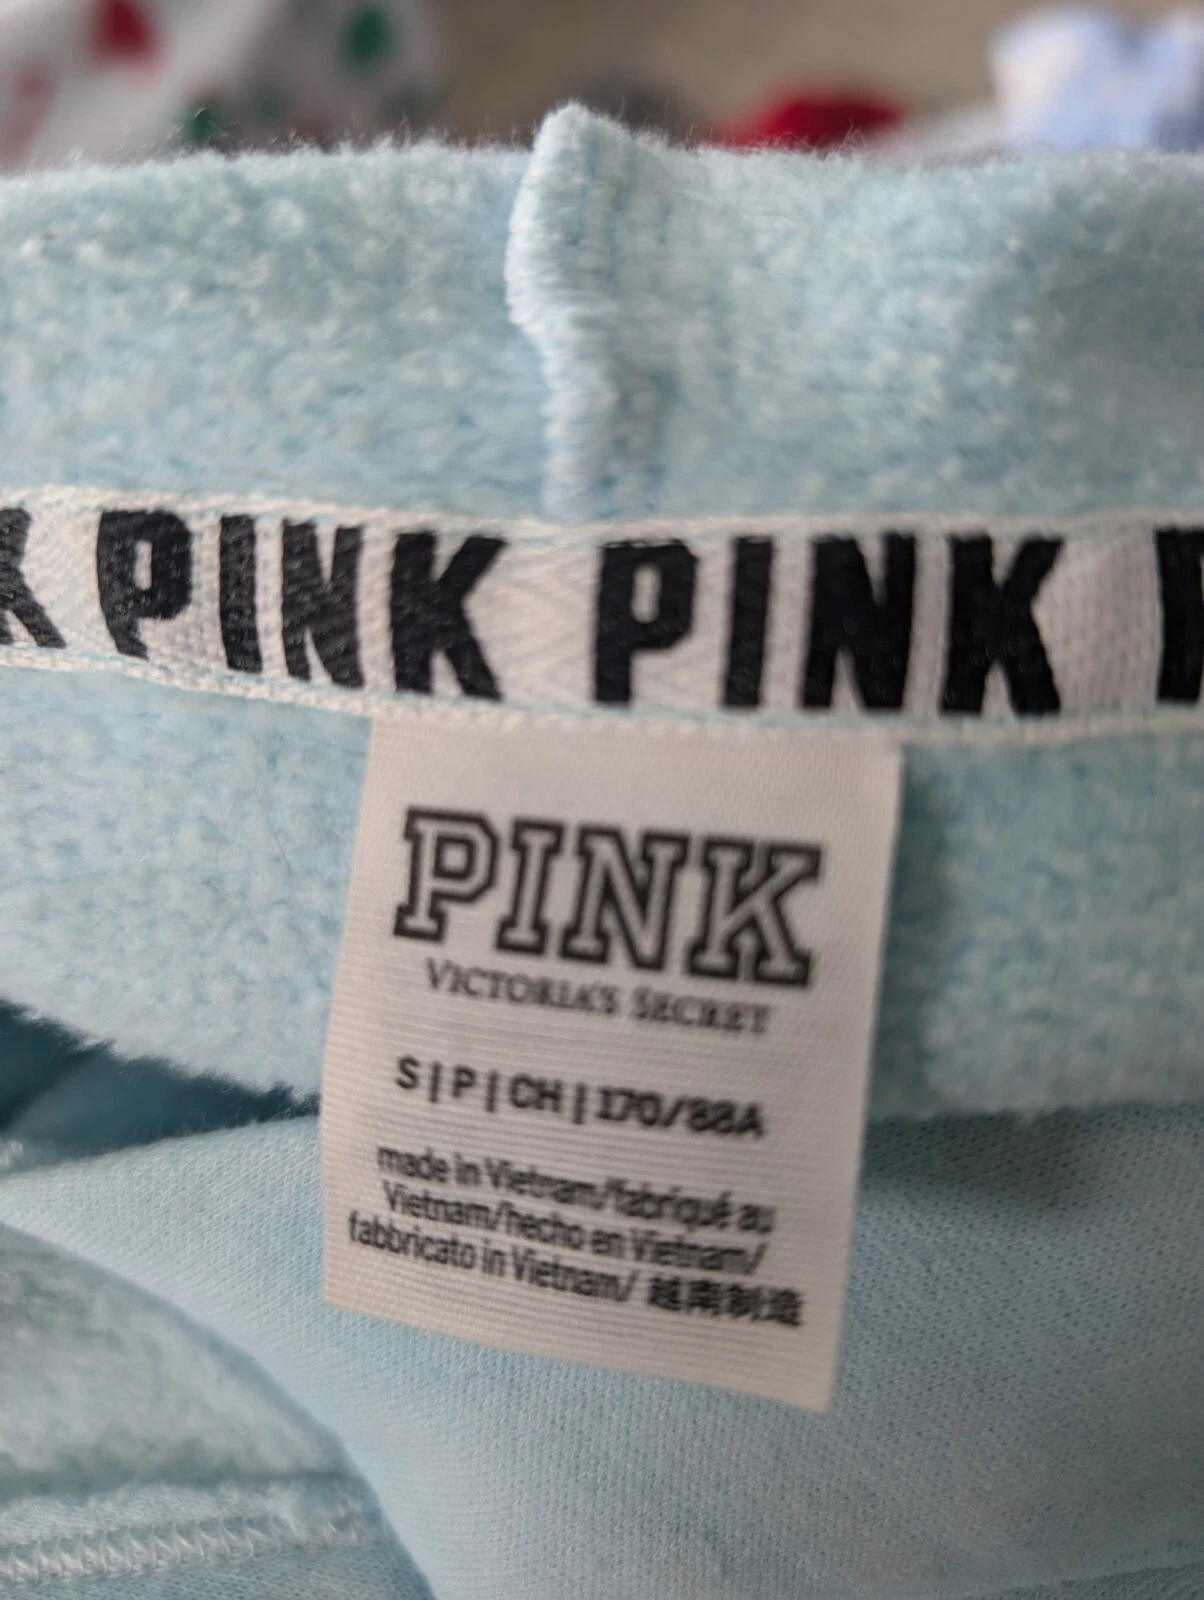 K PINK PINK P
PINK
VICTORIA'S SECRET
S | P | CH | 170/88A
made in Vietnam/fabriqué au
Vietnam/hecho en Vietnam/
fabbricato in Vietnam/ 越南制造